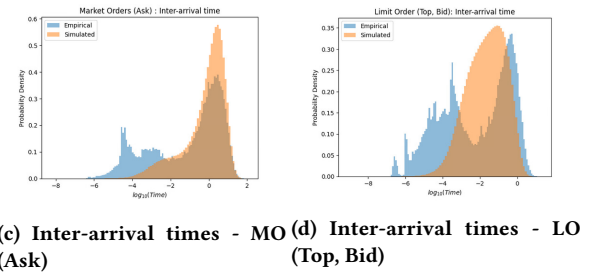 Market Orders (Ask) : Inter-arrival time
Empirical
Simulated
Probability Density
0.6
0.5
0.4
0.3
0.2
0.1
0.0
−8 −6 −4 −2 0 2
log10(Time)
Limit Order (Top, Bid): Inter-arrival time
Empirical
Simulated
Probability Density
0.35
0.30
0.25
0.20
0.15
0.10
0.05
0.00
−8 −6 −4 −2 0
log10(Time)
(c) Inter-arrival times - MO
(Ask)
(d) Inter-arrival times - LO
(Top, Bid)